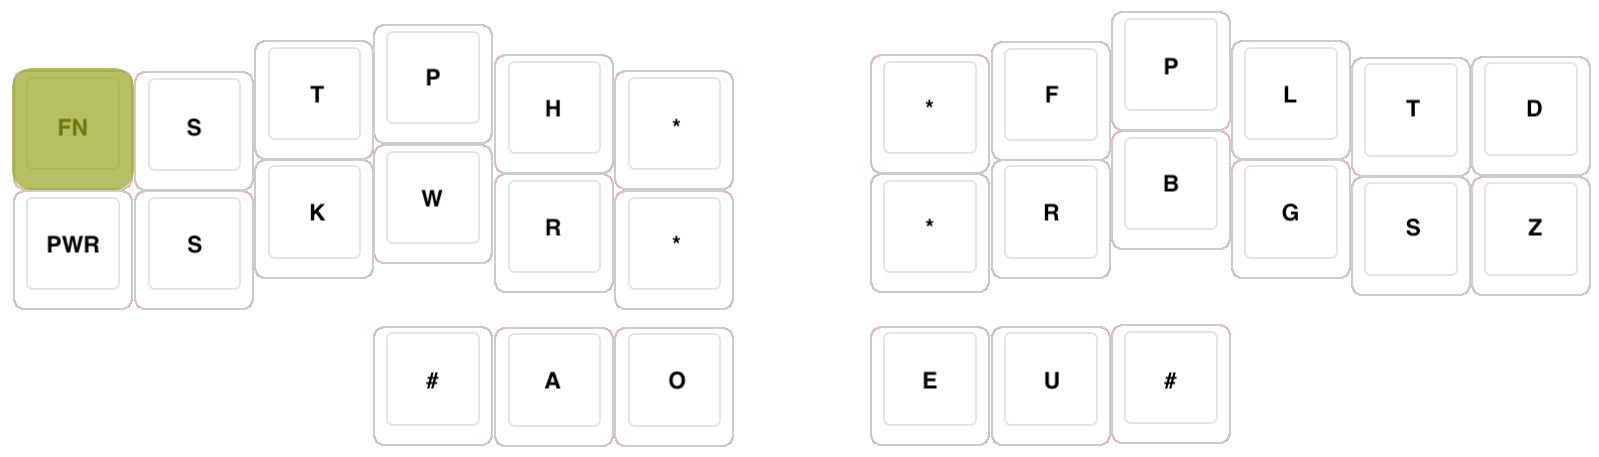 FN S T P H * * F P L T D
PWR S K W R * * R B G S Z
# A O E U #